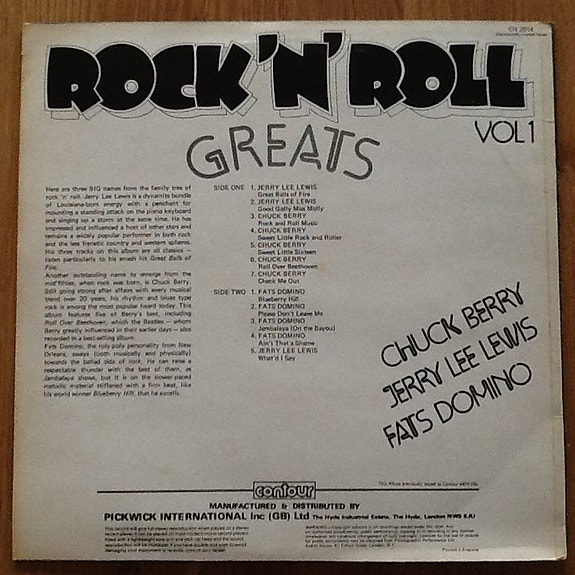 CN 2004
ROCK 'N' ROLL
VOL 1
GREATS
Here are three BIG names from the family tree of
rock 'n' roll. Jerry Lee Lewis is a dynamite bundle
of Louisiana-born energy with a penchant for
mounting a standing attack on the piano keyboard
and singing up a storm at the same time. He has
impressed and influenced a host of other stars and
remains a wildly popular performer in both rock
and the less frenetic country and western spheres.
His three tracks on this album are all classics –
listen particularly to his smash hit Great Balls of
Fire.
Another outstanding name to emerge from the
mid'fifties, when rock was born, is Chuck Berry.
Still going strong after affairs with every musical
trend over 20 years, his rhythm and blues type
rock is among the most popular heard today. This
album features five of Berry's best, including
Roll Over Beethoven, which the Beatles – whom
Berry greatly influenced in their earlier days – also
recorded in a best-selling album.
Fats Domino, the roly-poly personality from New
Orleans, sways (both musically and physically)
towards the ballad side of rock. He can raise a
respectable thunder with the best of them, as
Jambalaya shows, but it is on the slower-paced
melodic material stiffened with a firm beat, like
his world winner Blueberry Hill, that he excells.
SIDE ONE 1. JERRY LEE LEWIS
Great Balls of Fire
2. JERRY LEE LEWIS
Good Golly Miss Molly
3. CHUCK BERRY
Rock and Roll Music
4. CHUCK BERRY
Sweet Little Rock and Roller
5. CHUCK BERRY
Sweet Little Sixteen
6. CHUCK BERRY
Roll Over Beethoven
7. CHUCK BERRY
Check Me Out
SIDE TWO 1. FATS DOMINO
Blueberry Hill
2. FATS DOMINO
Please Don't Leave Me
3. FATS DOMINO
Jambalaya (On the Bayou)
4. FATS DOMINO
Ain't That a Shame
5. JERRY LEE LEWIS
What'd I Say
CHUCK BERRY
JERRY LEE LEWIS
FATS DOMINO
This Album previously issued as Contour
contour
MANUFACTURED & DISTRIBUTED BY
PICKWICK INTERNATIONAL Inc (GB) Ltd The Hyde Industrial Estate, The Hyde, London NW9 6JU
Printed in England